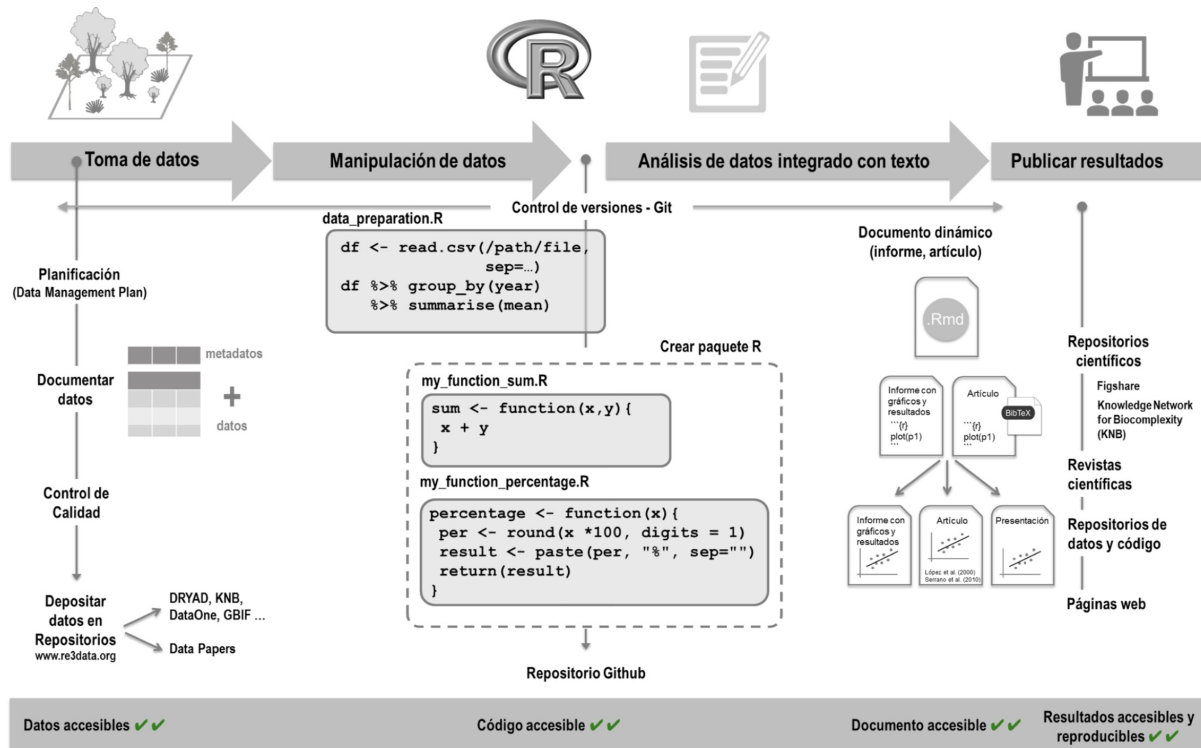 R
Toma de datos
Manipulación de datos
Análisis de datos integrado con texto
Publicar resultados
Control de versiones - Git
Planificación
(Data Management Plan)
Documentar
datos
metadatos
+
datos
Control de
Calidad
Depositar
datos en
Repositorios
www.re3data.org
DRYAD, KNB,
DataOne, GBIF ...
Data Papers
data_preparation.R
df <- read.csv(/path/file,
sep=…)
df %>% group_by(year)
%>% summarise(mean)
Crear paquete R
my_function_sum.R
sum <- function(x,y){
x + y
}
my_function_percentage.R
percentage <- function(x){
per <- round(x *100, digits = 1)
result <- paste(per, "%", sep="")
return(result)
}
Repositorio Github
Documento dinámico
(informe, artículo)
.Rmd
Informe con
gráficos y
resultados
```{r}
plot(p1)
```
Artículo
BibTeX
```{r}
plot(p1)
```
Informe con
gráficos y
resultados
Artículo
López et al. (2000)
Serrano et al. (2010)
Presentación
Repositorios
científicos
Figshare
Knowledge Network
for Biocomplexity
(KNB)
Revistas
científicas
Repositorios de
datos y código
Páginas web
Datos accesibles ✔✔
Código accesible ✔✔
Documento accesible ✔✔
Resultados accesibles y
reproducibles ✔✔